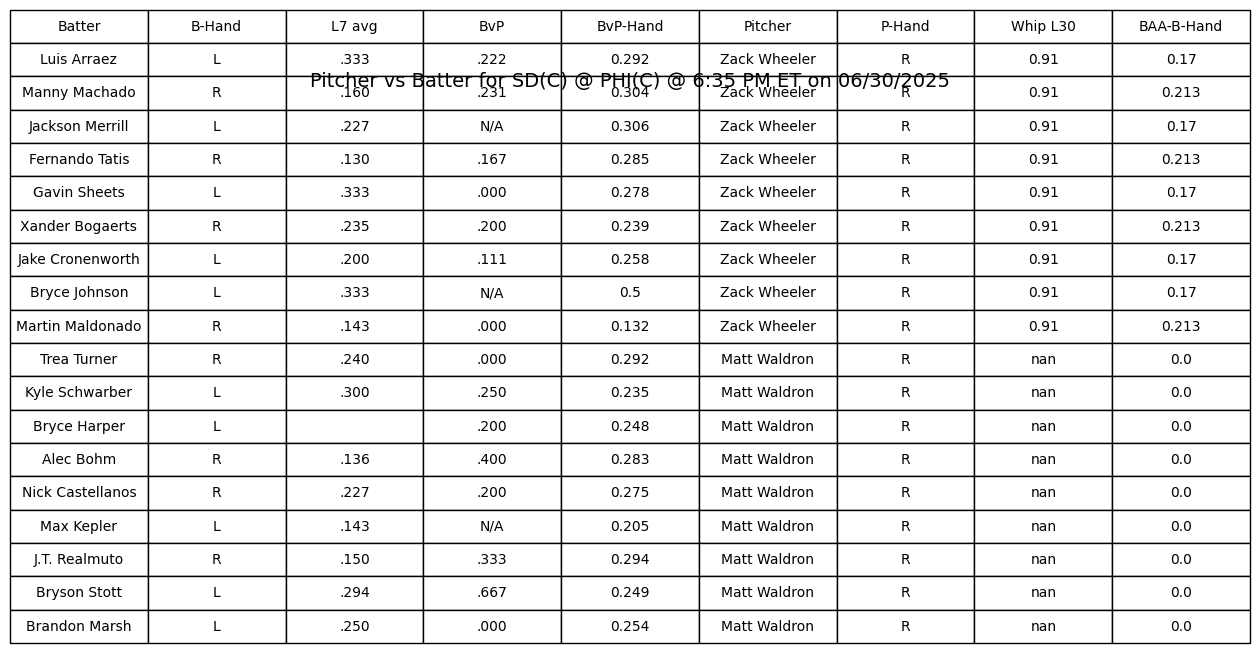 Batter B-Hand L7 avg BvP BvP-Hand Pitcher P-Hand Whip L30 BAA-B-Hand
Luis Arraez L .333 .222 0.292 Zack Wheeler R 0.91 0.17
Pitcher vs Batter for SD(C) @ PHI(C) @ 6:35 PM ET on 06/30/2025
Manny Machado R .160 .231 0.304 Zack Wheeler R 0.91 0.213
Jackson Merrill L .227 N/A 0.306 Zack Wheeler R 0.91 0.17
Fernando Tatis R .130 .167 0.285 Zack Wheeler R 0.91 0.213
Gavin Sheets L .333 .000 0.278 Zack Wheeler R 0.91 0.17
Xander Bogaerts R .235 .200 0.239 Zack Wheeler R 0.91 0.213
Jake Cronenworth L .200 .111 0.258 Zack Wheeler R 0.91 0.17
Bryce Johnson L .333 N/A 0.5 Zack Wheeler R 0.91 0.17
Martin Maldonado R .143 .000 0.132 Zack Wheeler R 0.91 0.213
Trea Turner R .240 .000 0.292 Matt Waldron R nan 0.0
Kyle Schwarber L .300 .250 0.235 Matt Waldron R nan 0.0
Bryce Harper L .200 0.248 Matt Waldron R nan 0.0
Alec Bohm R .136 .400 0.283 Matt Waldron R nan 0.0
Nick Castellanos R .227 .200 0.275 Matt Waldron R nan 0.0
Max Kepler L .143 N/A 0.205 Matt Waldron R nan 0.0
J.T. Realmuto R .150 .333 0.294 Matt Waldron R nan 0.0
Bryson Stott L .294 .667 0.249 Matt Waldron R nan 0.0
Brandon Marsh L .250 .000 0.254 Matt Waldron R nan 0.0